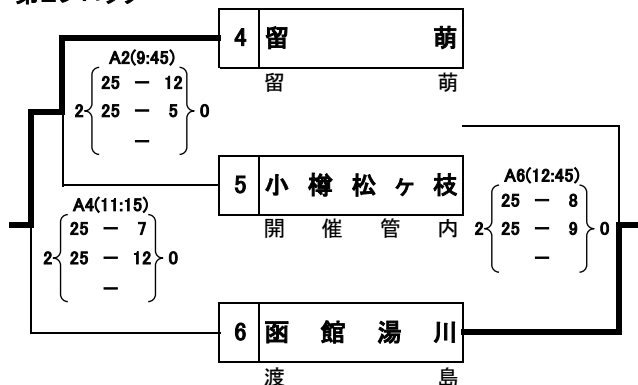 A2(9:45)
4 留 萌
留 萌
25 － 12
2 25 － 5 0
－
5 小 樽 松 ヶ 枝
開 催 管 内
A6(12:45)
25 － 8
2 25 － 9 0
－
A4(11:15)
25 － 7
2 25 － 12 0
－
6 函 館 湯 川
渡 島